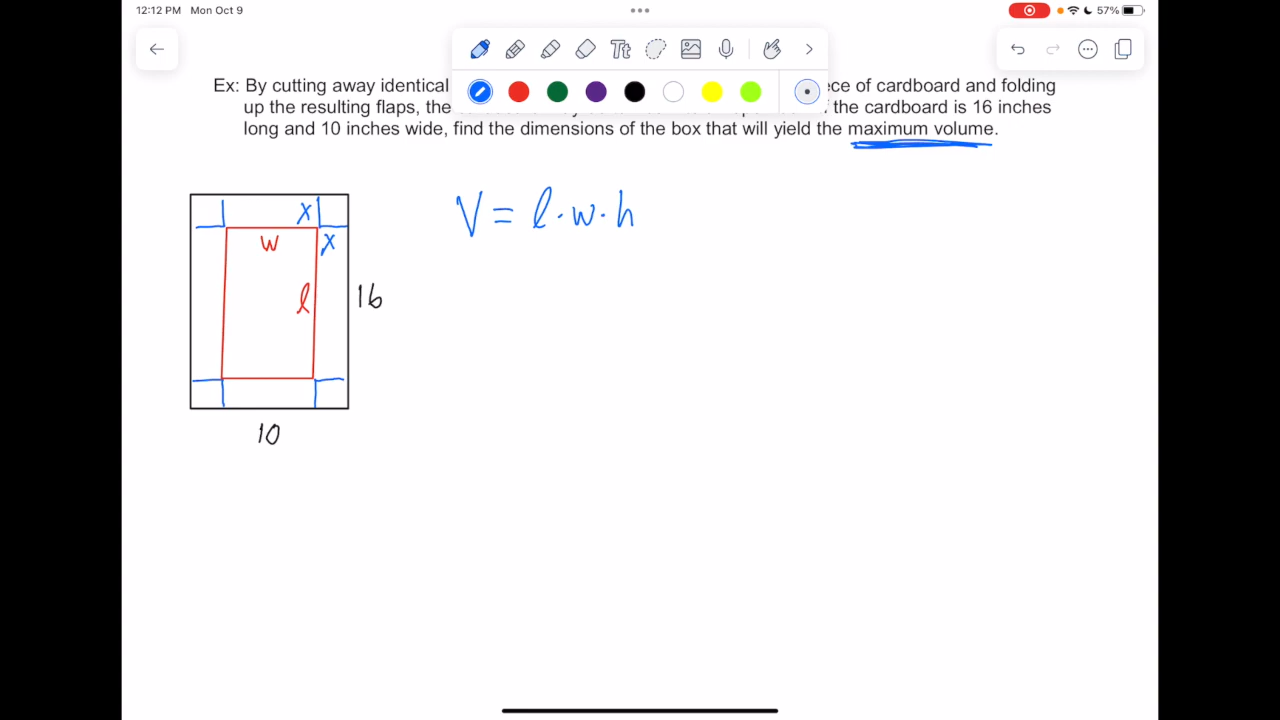 12:12 PM Mon Oct 9
57%
Tt
Ex: By cutting away identical ece of cardboard and folding
up the resulting flaps, the the cardboard is 16 inches
long and 10 inches wide, find the dimensions of the box that will yield the maximum volume.
V = l · w · h
x
w x
l
16
10